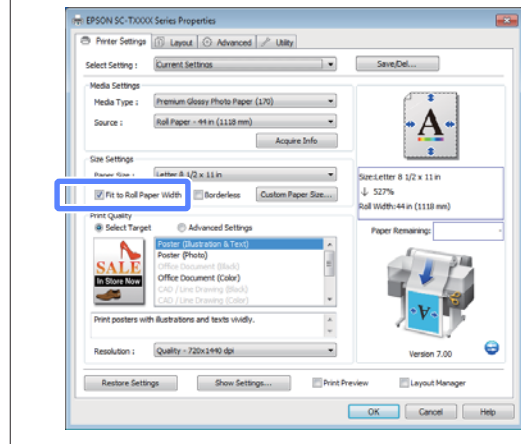 EPSON SC-TXXXX Series Properties
Printer Settings Layout Advanced Utility
Select Setting : Current Settings Save/Del...
Media Settings
Media Type : Premium Glossy Photo Paper (170)
Source : Roll Paper - 44 in (1118 mm)
Acquire Info
A
Size Settings
Paper Size : Letter 8 1/2 x 11 in
Fit to Roll Paper Width Borderless Custom Paper Size...
Size:Letter 8 1/2 x 11 in
527%
Roll Width:44 in (1118 mm)
Print Quality
Select Target Advanced Settings
Paper Remaining:
SALE
In Store Now
Poster (Illustration & Text)
Poster (Photo)
Office Document (Black)
Office Document (Color)
CAD / Line Drawing (Black)
CAD / Line Drawing (Color)
Print posters with illustrations and texts vividly.
Resolution : Quality - 720x1440 dpi
A
Version 7.00
Restore Settings Show Settings... Print Preview Layout Manager
OK Cancel Help